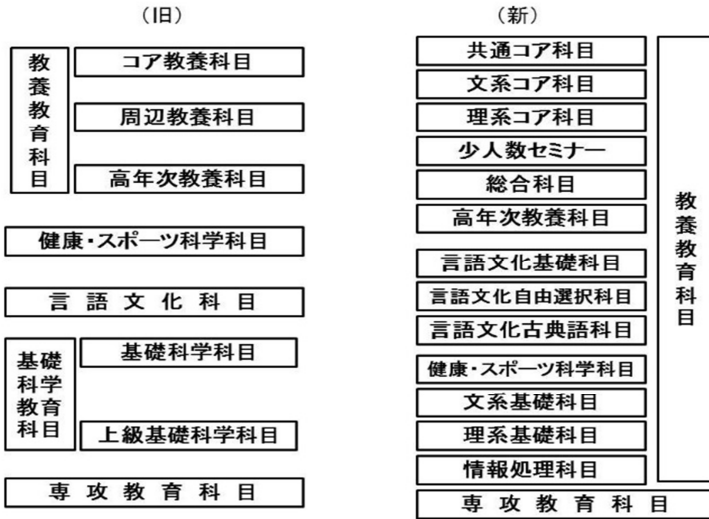 （旧）
教養教育科目
コア教養科目
周辺教養科目
高年次教養科目
健康・スポーツ科学科目
言語文化科目
基礎科学教育科目
基礎科学科目
上級基礎科学科目
専攻教育科目
（新）
共通コア科目
文系コア科目
理系コア科目
少人数セミナー
総合科目
高年次教養科目
言語文化基礎科目
言語文化自由選択科目
言語文化古典語科目
健康・スポーツ科学科目
文系基礎科目
理系基礎科目
情報処理科目
教養教育科目
専攻教育科目